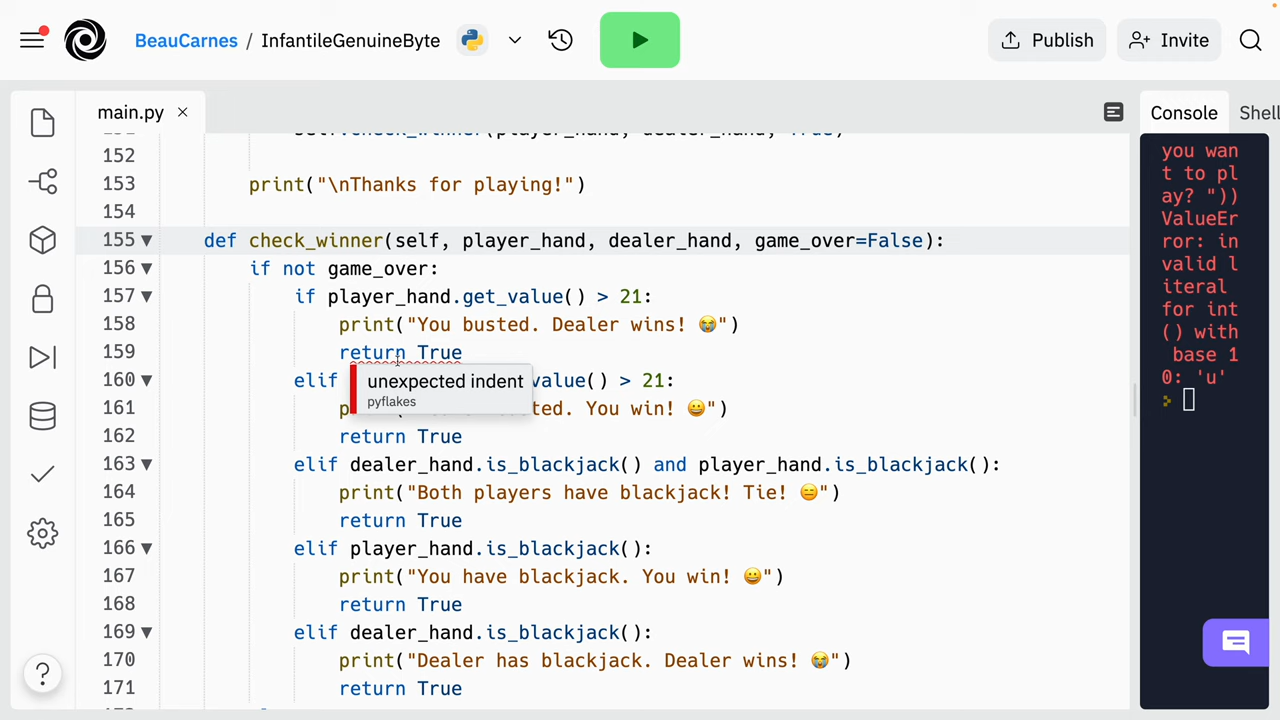 BeauCarnes / InfantileGenuineByte
Publish
Invite
main.py
Console
Shell
152
153 print("\nThanks for playing!")
154
155 def check_winner(self, player_hand, dealer_hand, game_over=False):
156 if not game_over:
157 if player_hand.get_value() > 21:
158 print("You busted. Dealer wins! 😭")
159 return True
160 elif value() > 21:
unexpected indent
pyflakes
161 ted. You win! 😀")
162 return True
163 elif dealer_hand.is_blackjack() and player_hand.is_blackjack():
164 print("Both players have blackjack! Tie! 😑")
165 return True
166 elif player_hand.is_blackjack():
167 print("You have blackjack. You win! 😀")
168 return True
169 elif dealer_hand.is_blackjack():
170 print("Dealer has blackjack. Dealer wins! 😭")
171 return True
you wan
t to pl
ay? "))
ValueEr
ror: in
valid l
iteral
for int
() with
base 1
0: 'u'
?